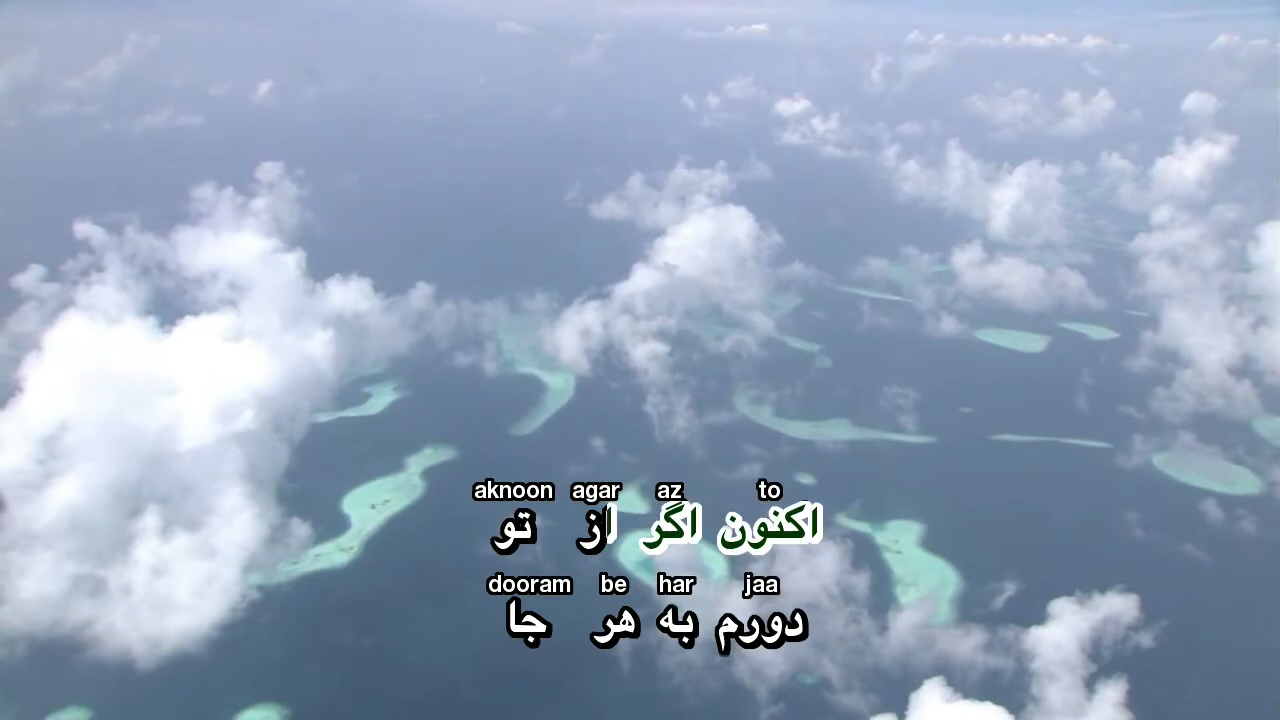 aknoon agar az to
اکنون اگر از تو
dooram be har jaa
دورم به هر جا